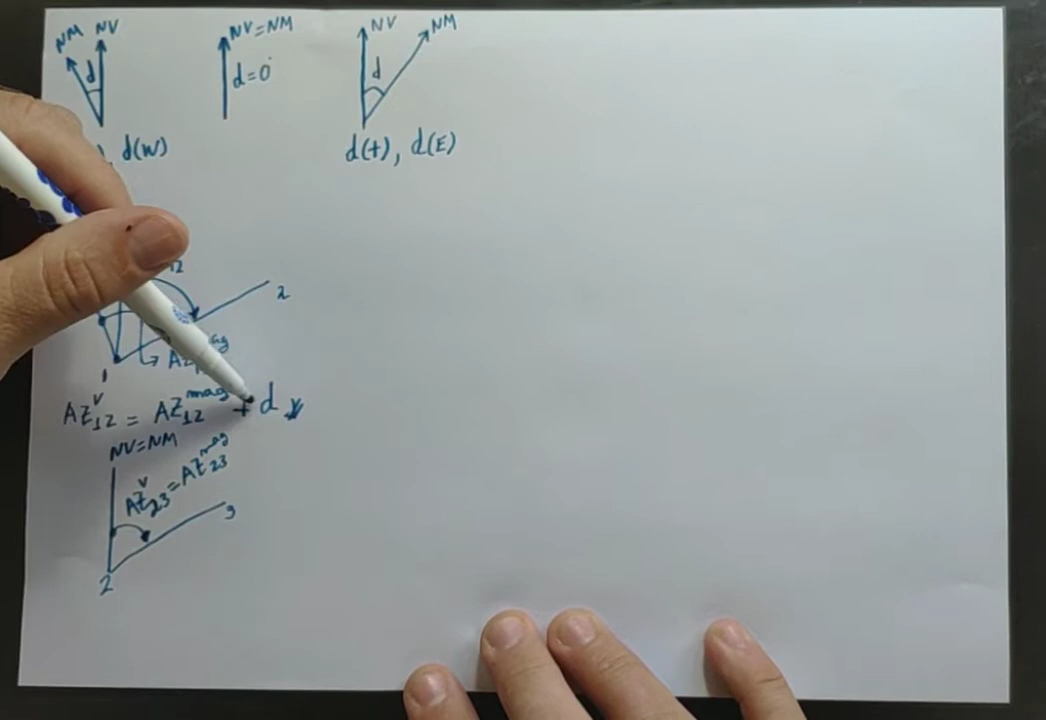 NM NV
d
d(W)
NV=NM
d=0°
NV NM
d
d(+), d(E)
12
2
1
AZ^V_12 = AZ^mag_12 + d
NV=NM
AZ^V_23=AZ^mag_23
3
2